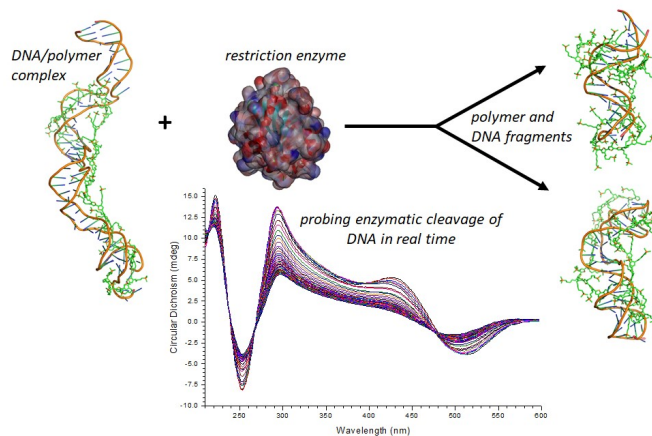 DNA/polymer
complex
restriction enzyme
+
polymer and
DNA fragments
probing enzymatic cleavage of
DNA in real time
Circular Dichroism (mdeg)
15.0
12.5
10.0
7.5
5.0
2.5
0.0
-2.5
-5.0
-7.5
-10.0
250
300
350
400
450
500
550
600
Wavelength (nm)